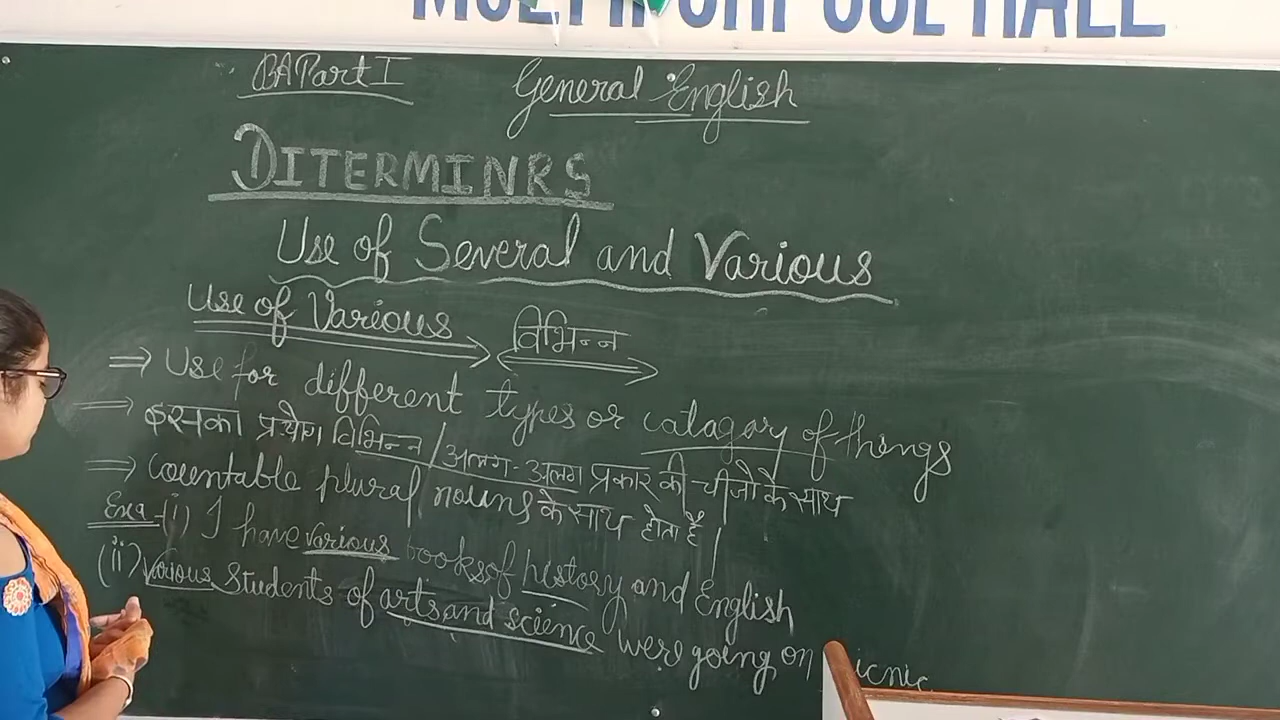 MULTIPURPOSE HALL
BA Part I
General English
DITERMINRS
Use of Several and Various
Use of Various
विभिन्न
⇒ Use for different types or catagary of things
⇒ इसका प्रयोग विभिन्न / अलग-अलग प्रकार की चीजों के साथ
⇒ Countable plural nouns के साथ होता है।
Exa - (i) I have various books of history and English
(ii) Various Students of arts and science were going on icnic